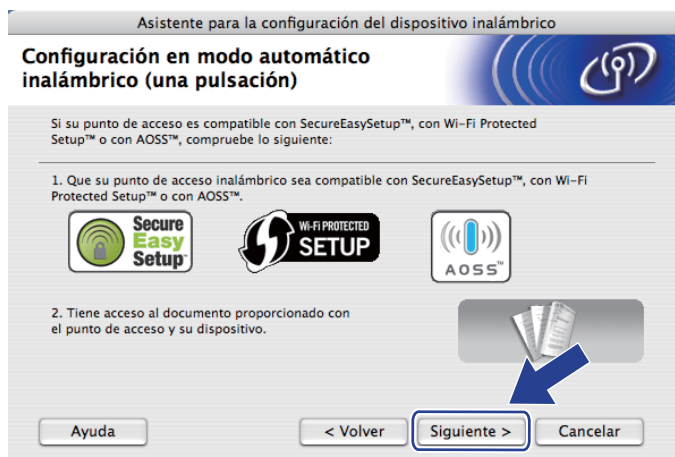 Asistente para la configuración del dispositivo inalámbrico
Configuración en modo automático
inalámbrico (una pulsación)
Si su punto de acceso es compatible con SecureEasySetup™, con Wi-Fi Protected
Setup™ o con AOSS™, compruebe lo siguiente:
1. Que su punto de acceso inalámbrico sea compatible con SecureEasySetup™, con Wi-Fi
Protected Setup™ o con AOSS™.
Secure
Easy
Setup™
Wi-Fi PROTECTED
SETUP
AOSS™
2. Tiene acceso al documento proporcionado con
el punto de acceso y su dispositivo.
Ayuda
< Volver
Siguiente >
Cancelar